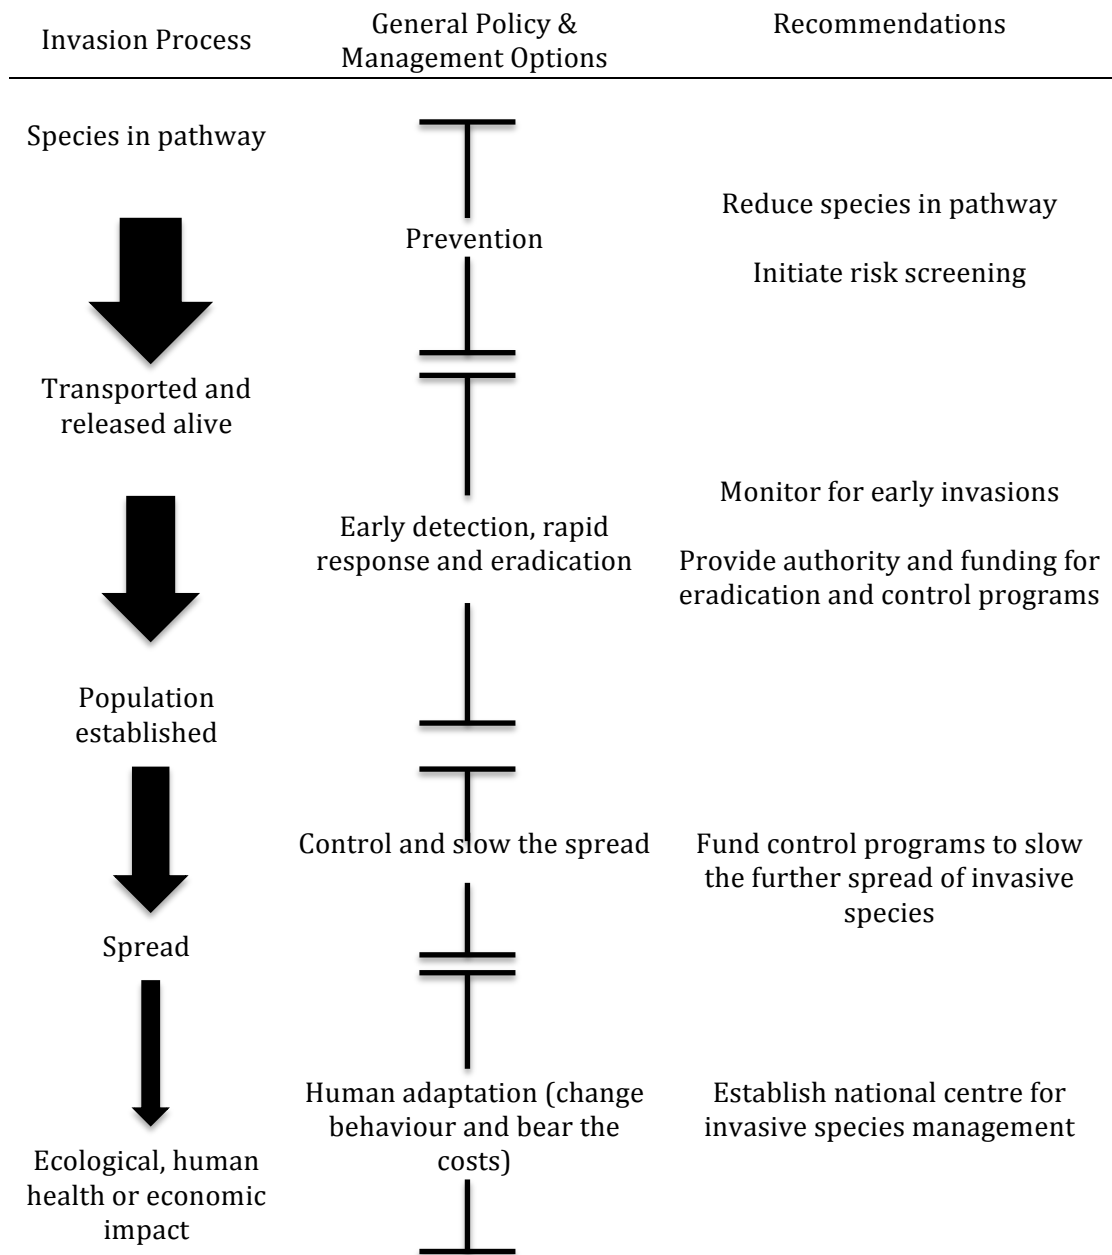 Invasion Process
General Policy &
Management Options
Recommendations
Species in pathway
Prevention
Reduce species in pathway
Initiate risk screening
Transported and
released alive
Early detection, rapid
response and eradication
Monitor for early invasions
Provide authority and funding for
eradication and control programs
Population
established
Control and slow the spread
Fund control programs to slow
the further spread of invasive
species
Spread
Human adaptation (change
behaviour and bear the
costs)
Establish national centre for
invasive species management
Ecological, human
health or economic
impact